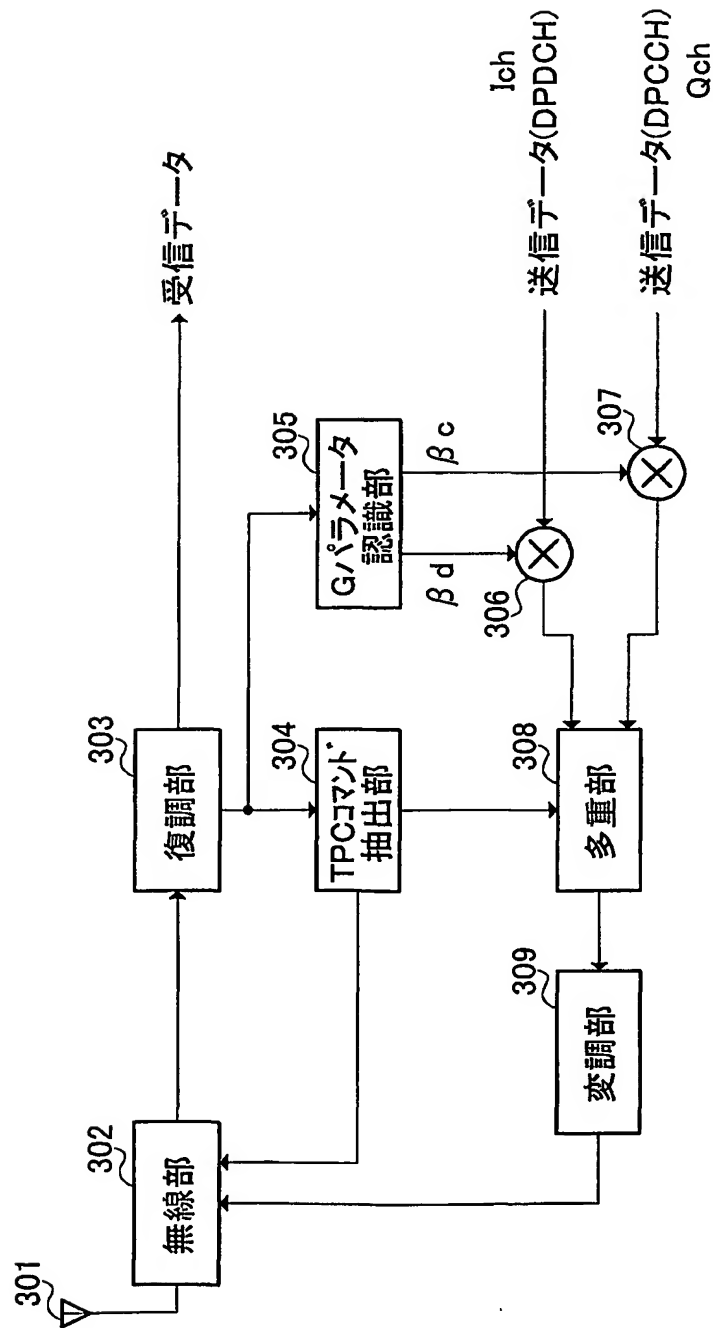 301
302
無線部
303
復調部
受信データ
304
TPCコマンド
抽出部
305
Gパラメータ
認識部
βd
βc
306
307
Ich
送信データ(DPDCH)
送信データ(DPCCH)
Qch
308
多重部
309
変調部